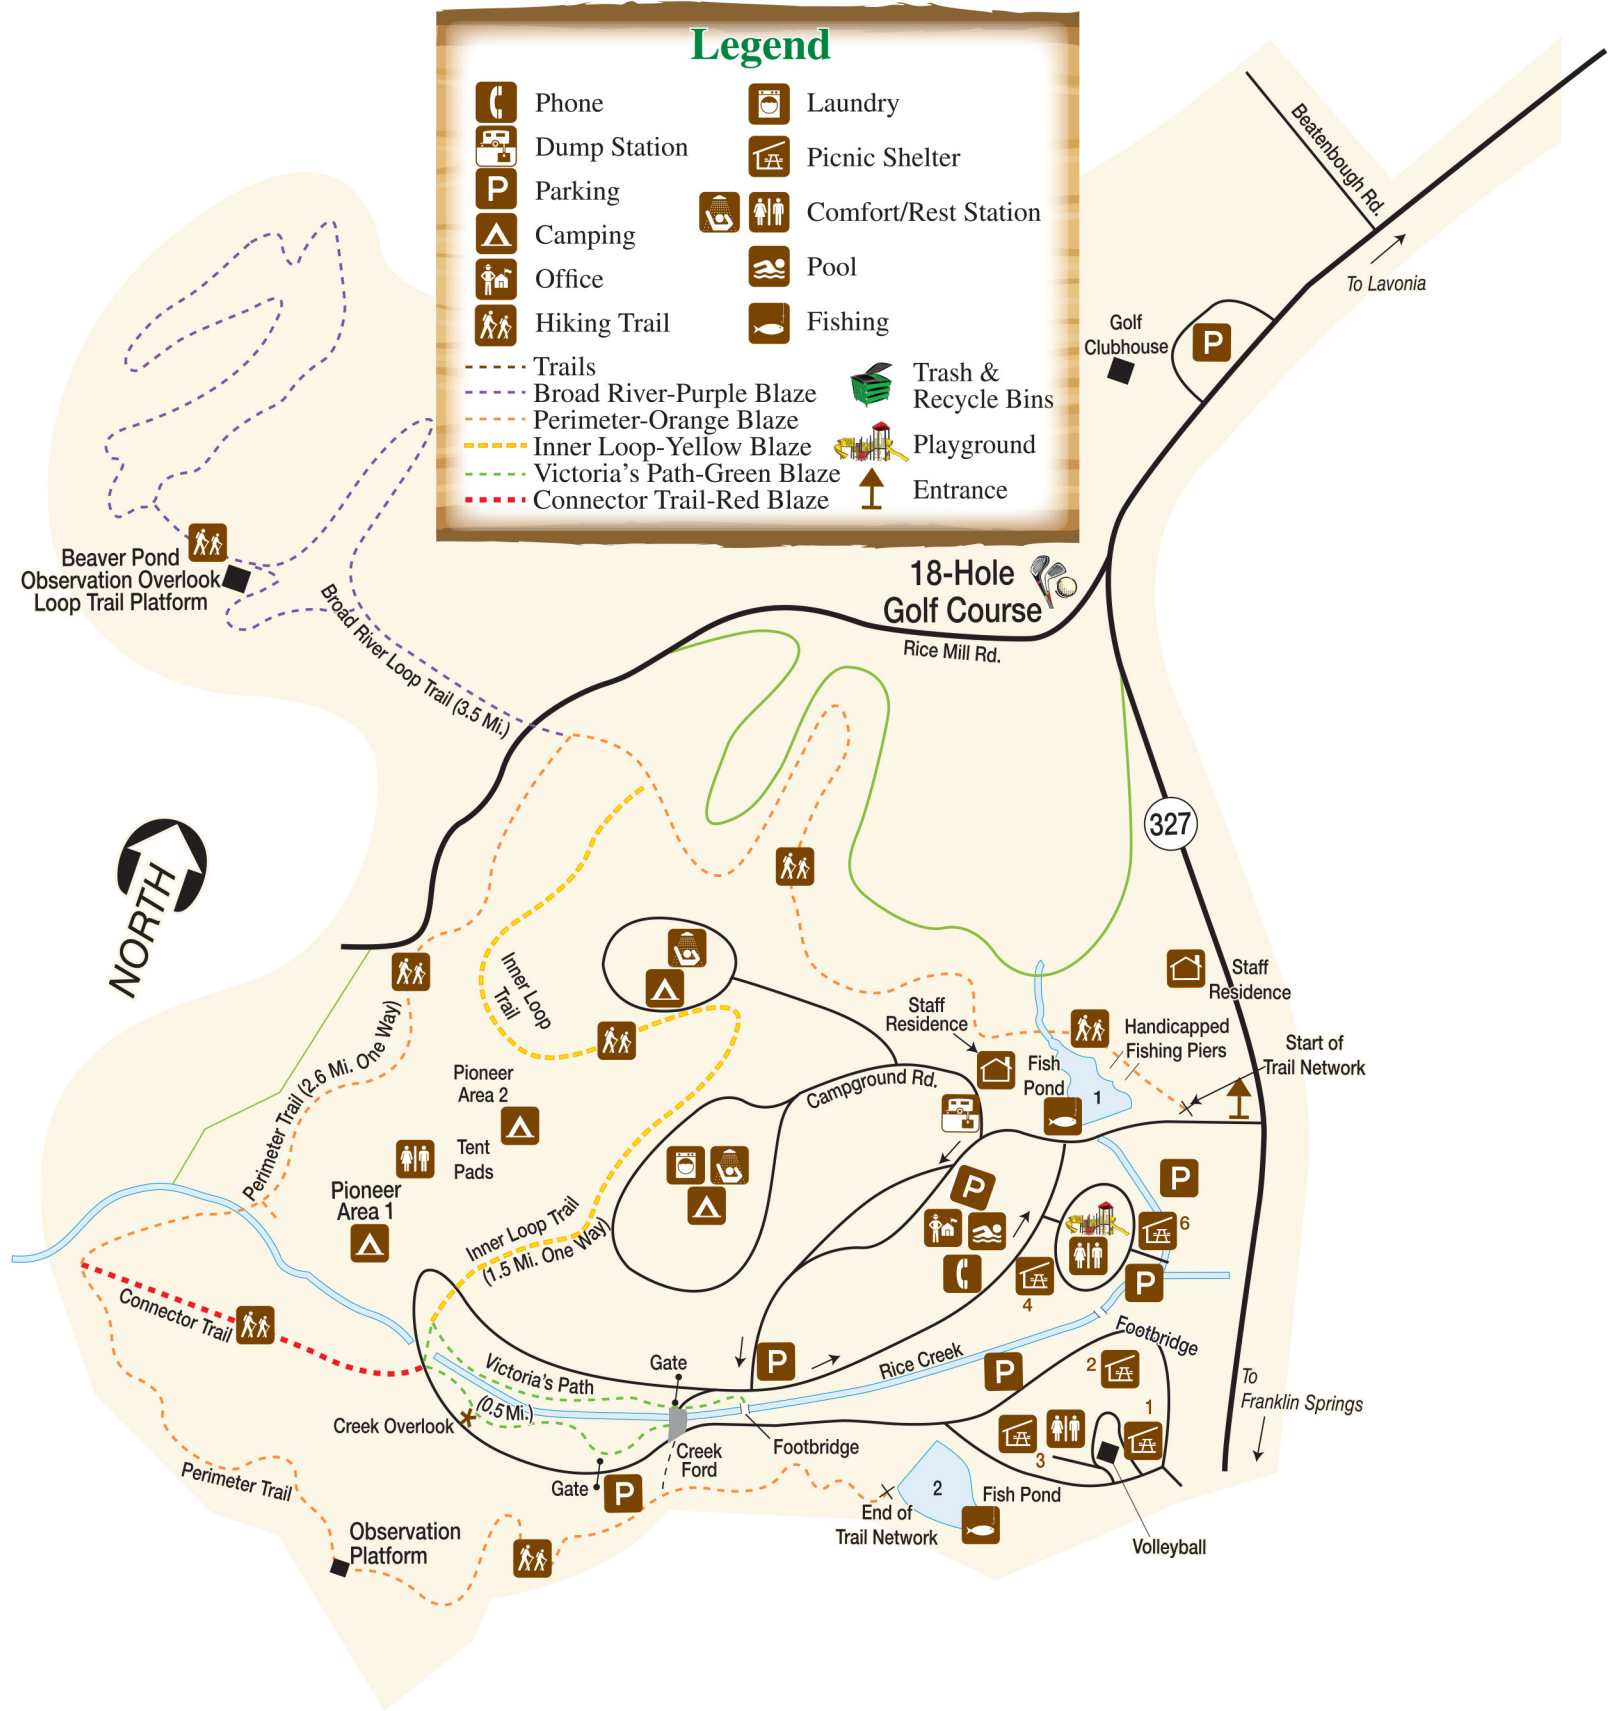 Legend
Phone
Dump Station
P
Parking
Camping
Office
Hiking Trail
Laundry
Picnic Shelter
Comfort/Rest Station
Pool
Fishing
Trails
Broad River-Purple Blaze
Perimeter-Orange Blaze
Inner Loop-Yellow Blaze
Victoria's Path-Green Blaze
Connector Trail-Red Blaze
Trash &
Recycle Bins
Playground
Entrance
Beatenbough Rd.
To Lavonia
Golf
Clubhouse
P
18-Hole
Golf Course
Rice Mill Rd.
Beaver Pond
Observation Overlook
Loop Trail Platform
Broad River Loop Trail (3.5 Mi.)
327
NORTH
Inner Loop
Trail
Staff
Residence
Staff
Residence
Handicapped
Fishing Piers
Start of
Trail Network
Fish
Pond
1
Campground Rd.
Perimeter Trail (2.6 Mi. One Way)
Pioneer
Area 2
Tent
Pads
Pioneer
Area 1
Inner Loop Trail
(1.5 Mi. One Way)
P
P
6
4
P
Connector Trail
Victoria's Path
(0.5 Mi.)
Gate
P
Rice Creek
Footbridge
P
2
1
3
To
Franklin Springs
Creek Overlook
Creek
Ford
Footbridge
Gate
P
2
Fish Pond
End of
Trail Network
Volleyball
Perimeter Trail
Observation
Platform